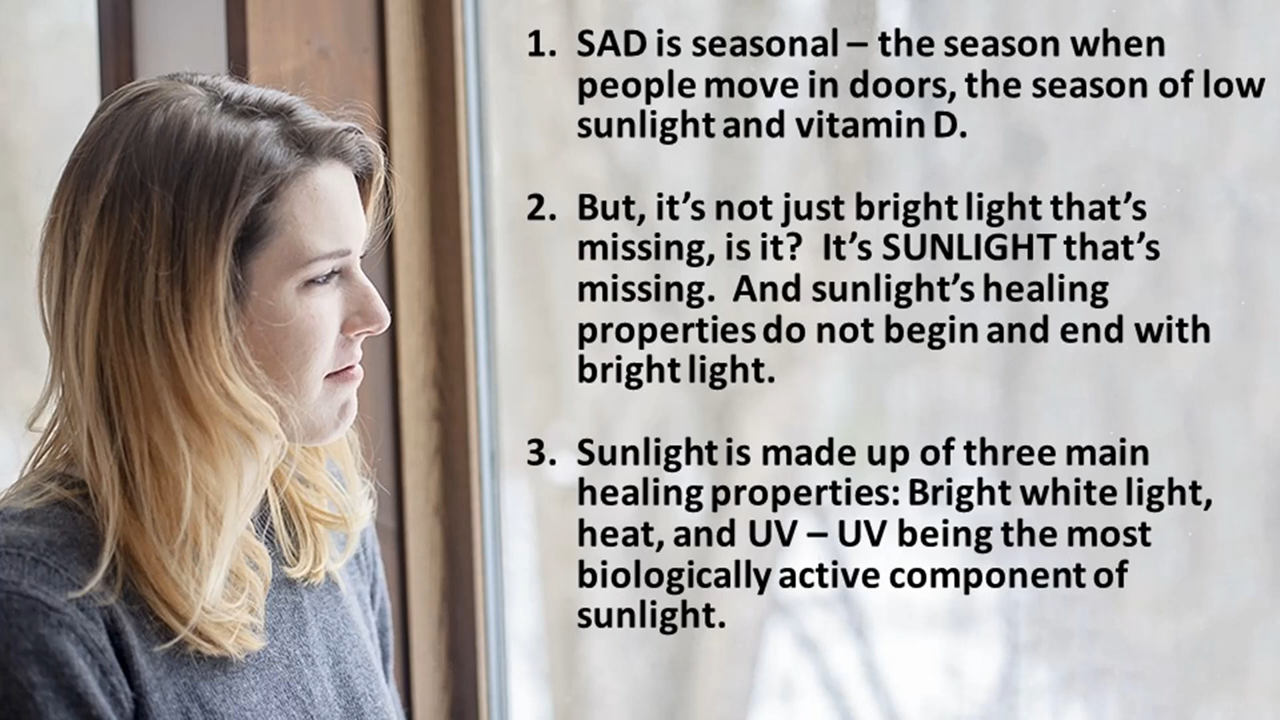 1. SAD is seasonal – the season when
people move in doors, the season of low
sunlight and vitamin D.
2. But, it’s not just bright light that’s
missing, is it?  It’s SUNLIGHT that’s
missing.  And sunlight’s healing
properties do not begin and end with
bright light.
3. Sunlight is made up of three main
healing properties: Bright white light,
heat, and UV – UV being the most
biologically active component of
sunlight.